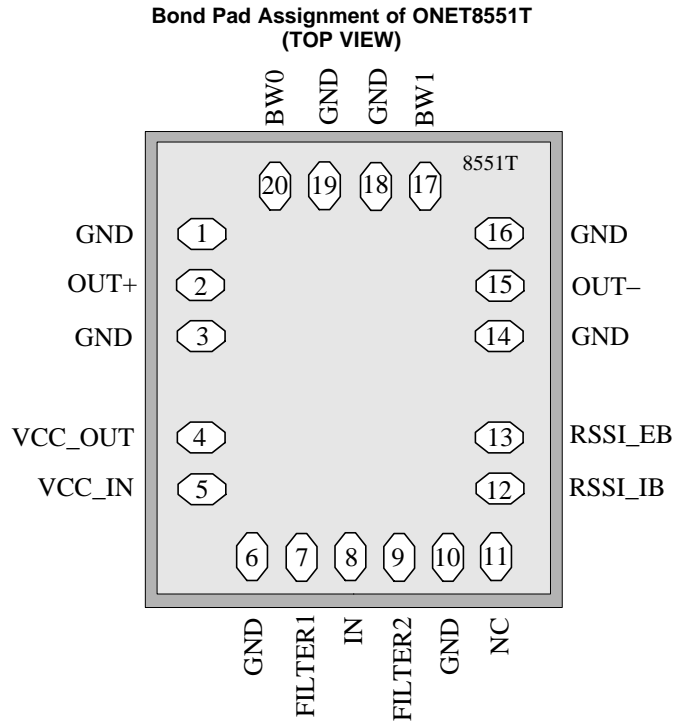 Bond Pad Assignment of ONET8551T
(TOP VIEW)
BW0
GND
GND
BW1
8551T
20
19
18
17
GND
1
16
GND
OUT+
2
15
OUT–
GND
3
14
GND
VCC_OUT
4
13
RSSI_EB
VCC_IN
5
12
RSSI_IB
6
7
8
9
10
11
GND
FILTER1
IN
FILTER2
GND
NC